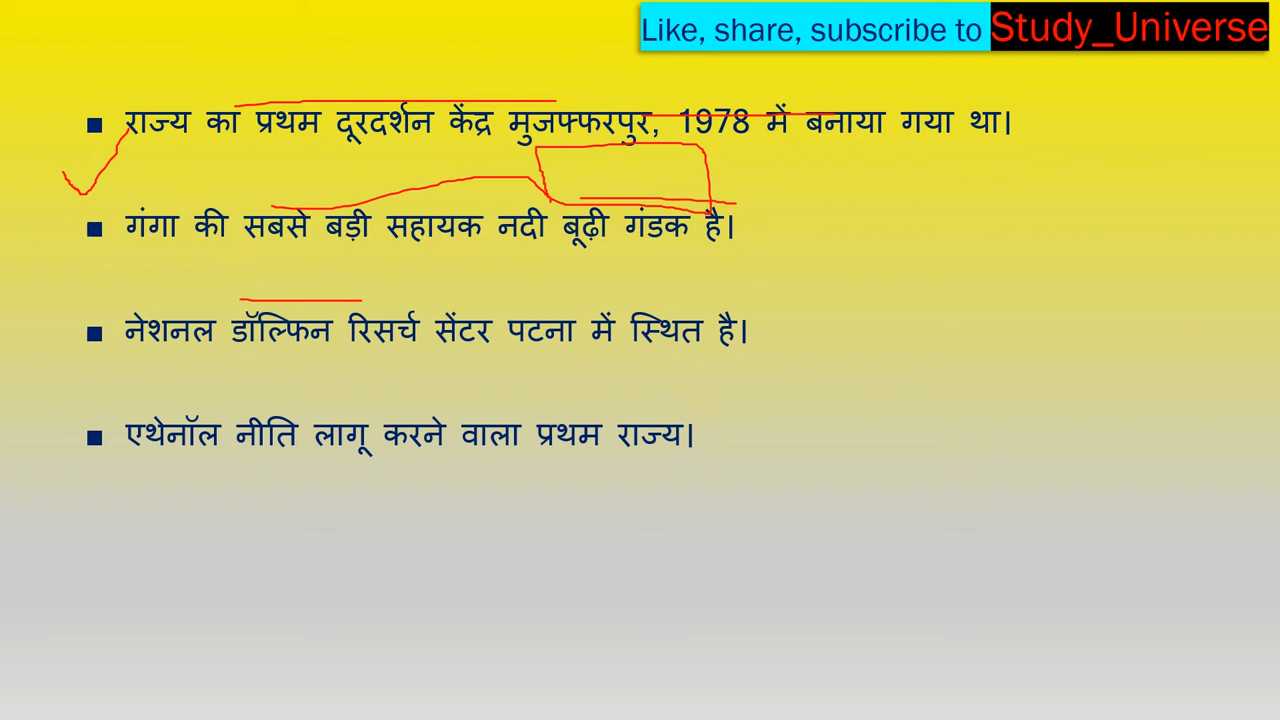 Like, share, subscribe to Study_Universe
▪ राज्य का प्रथम दूरदर्शन केंद्र मुजफ्फरपुर, 1978 में बनाया गया था।
▪ गंगा की सबसे बड़ी सहायक नदी बूढ़ी गंडक है।
▪ नेशनल डॉल्फिन रिसर्च सेंटर पटना में स्थित है।
▪ एथेनॉल नीति लागू करने वाला प्रथम राज्य।